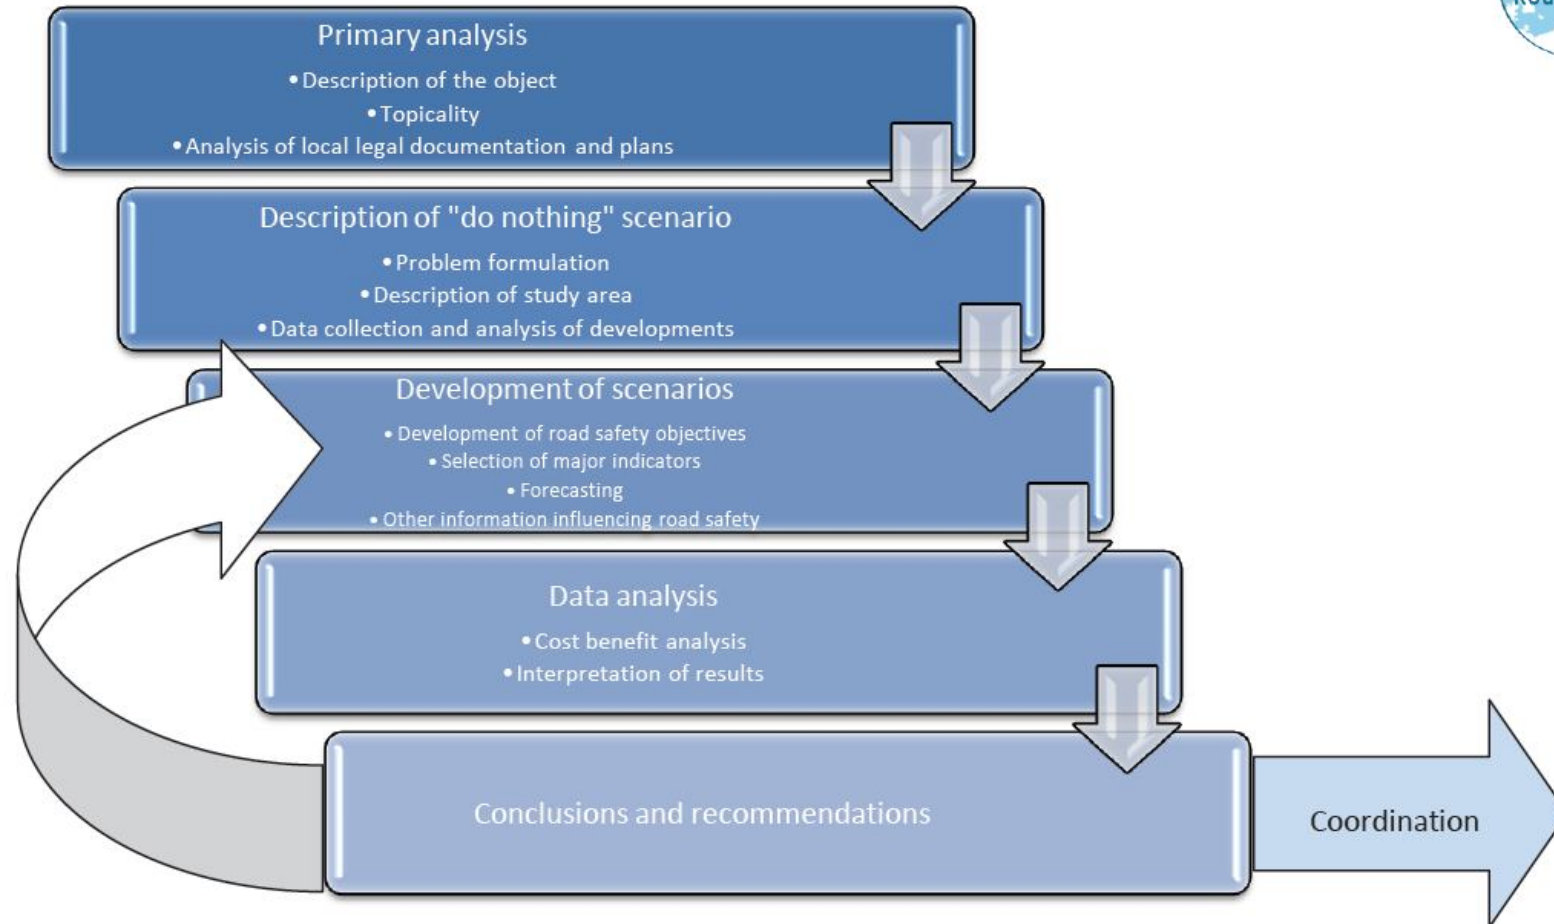 Primary analysis
• Description of the object
• Topicality
• Analysis of local legal documentation and plans
Description of "do nothing" scenario
• Problem formulation
• Description of study area
• Data collection and analysis of developments
Development of scenarios
• Development of road safety objectives
• Selection of major indicators
• Forecasting
• Other information influencing road safety
Data analysis
• Cost benefit analysis
• Interpretation of results
Conclusions and recommendations
Coordination